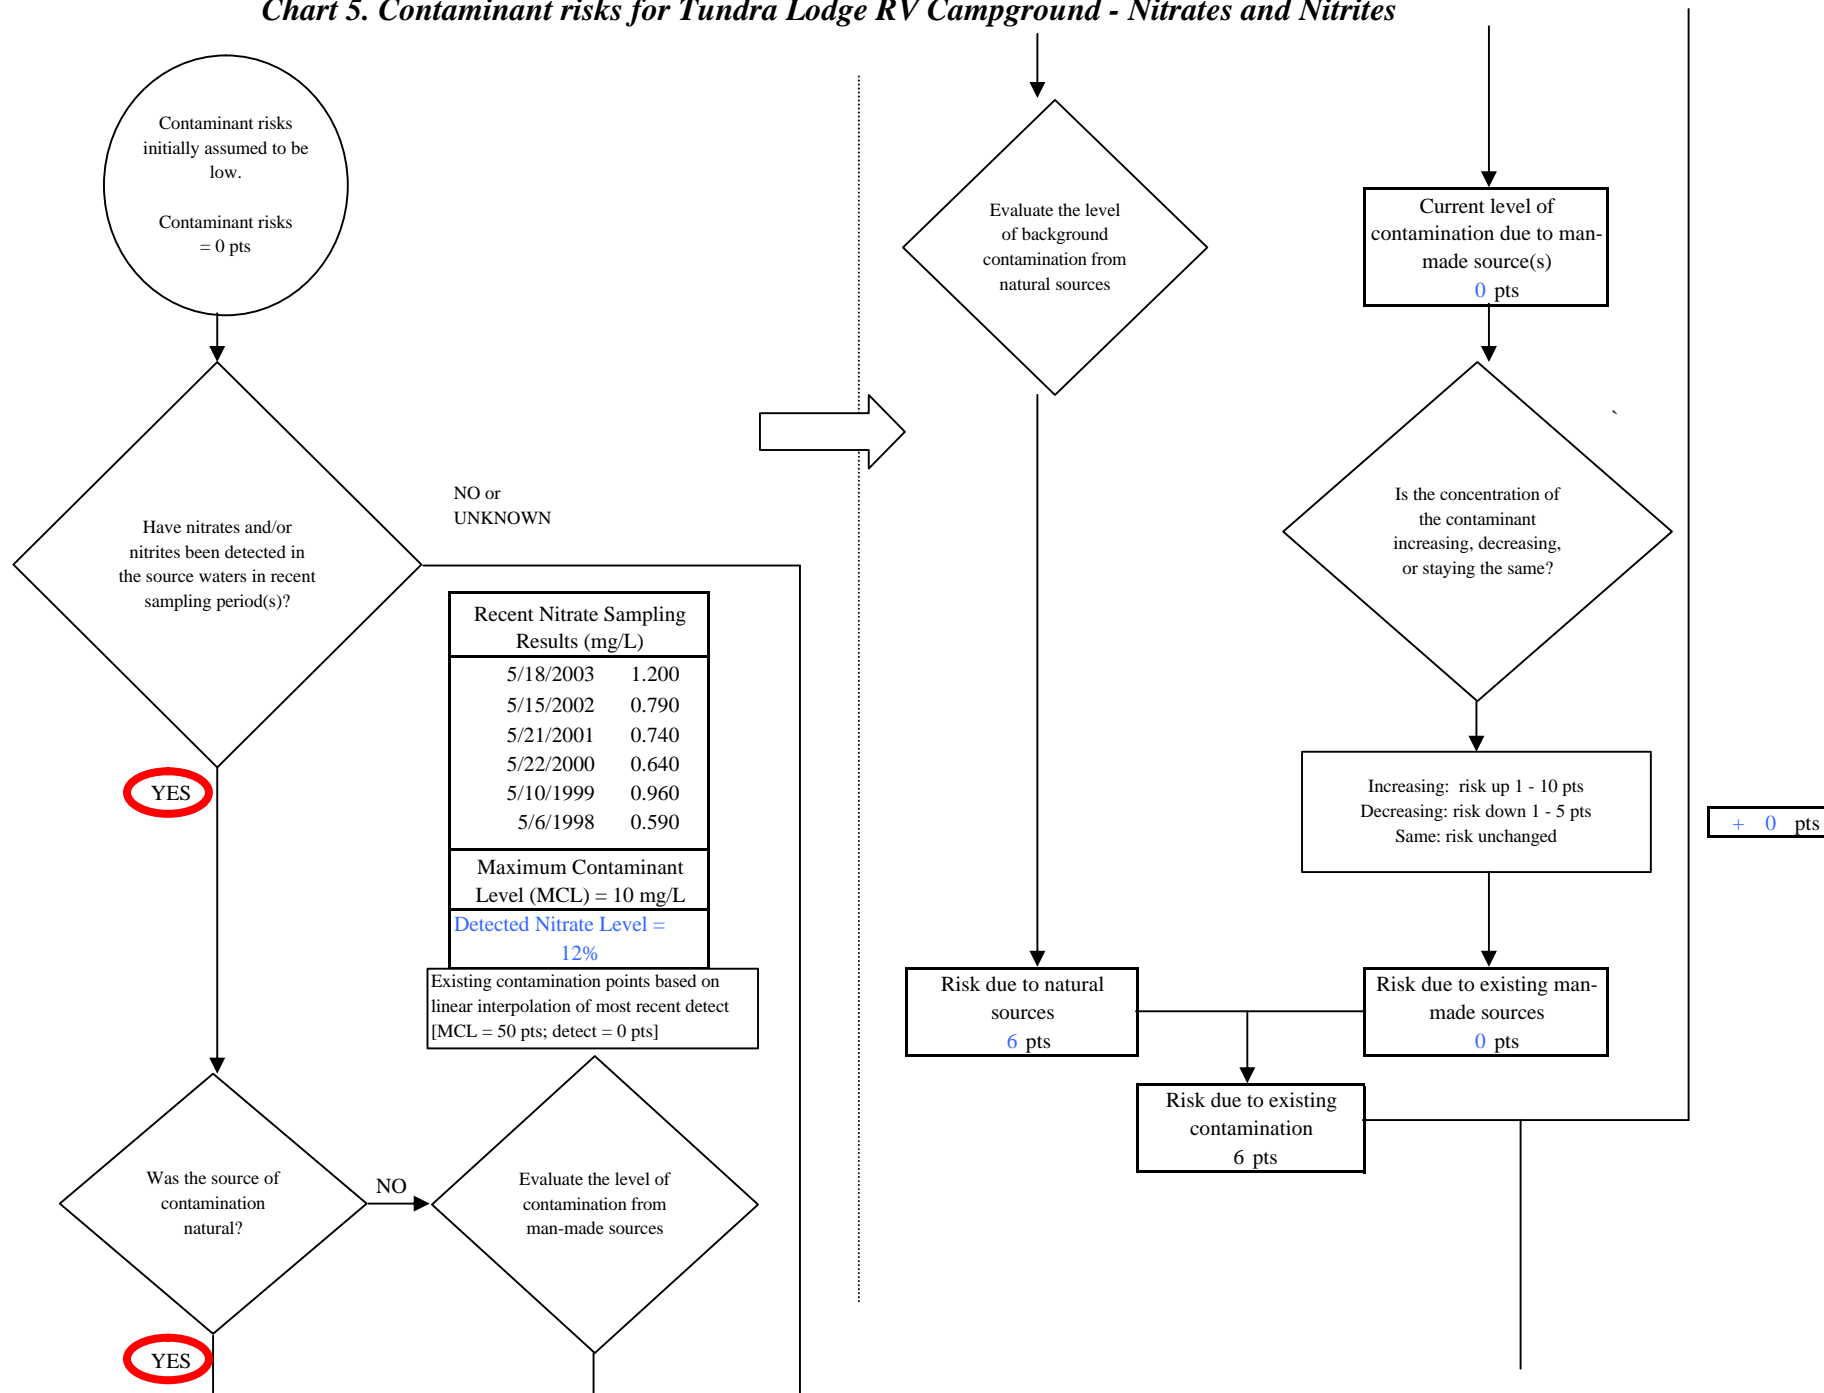 Chart 5. Contaminant risks for Tundra Lodge RV Campground - Nitrates and Nitrites
Contaminant risks
initially assumed to be
low.
Contaminant risks
= 0 pts
Have nitrates and/or
nitrites been detected in
the source waters in recent
sampling period(s)?
NO or
UNKNOWN
YES
Recent Nitrate Sampling
Results (mg/L)
5/18/2003 1.200
5/15/2002 0.790
5/21/2001 0.740
5/22/2000 0.640
5/10/1999 0.960
5/6/1998 0.590
Maximum Contaminant
Level (MCL) = 10 mg/L
Detected Nitrate Level =
12%
Existing contamination points based on
linear interpolation of most recent detect
[MCL = 50 pts; detect = 0 pts]
Was the source of
contamination
natural?
NO
Evaluate the level of
contamination from
man-made sources
YES
Evaluate the level
of background
contamination from
natural sources
Current level of
contamination due to man-
made source(s)
0 pts
`
Is the concentration of
the contaminant
increasing, decreasing,
or staying the same?
Increasing: risk up 1 - 10 pts
Decreasing: risk down 1 - 5 pts
Same: risk unchanged
+ 0 pts
Risk due to natural
sources
6 pts
Risk due to existing man-
made sources
0 pts
Risk due to existing
contamination
6 pts